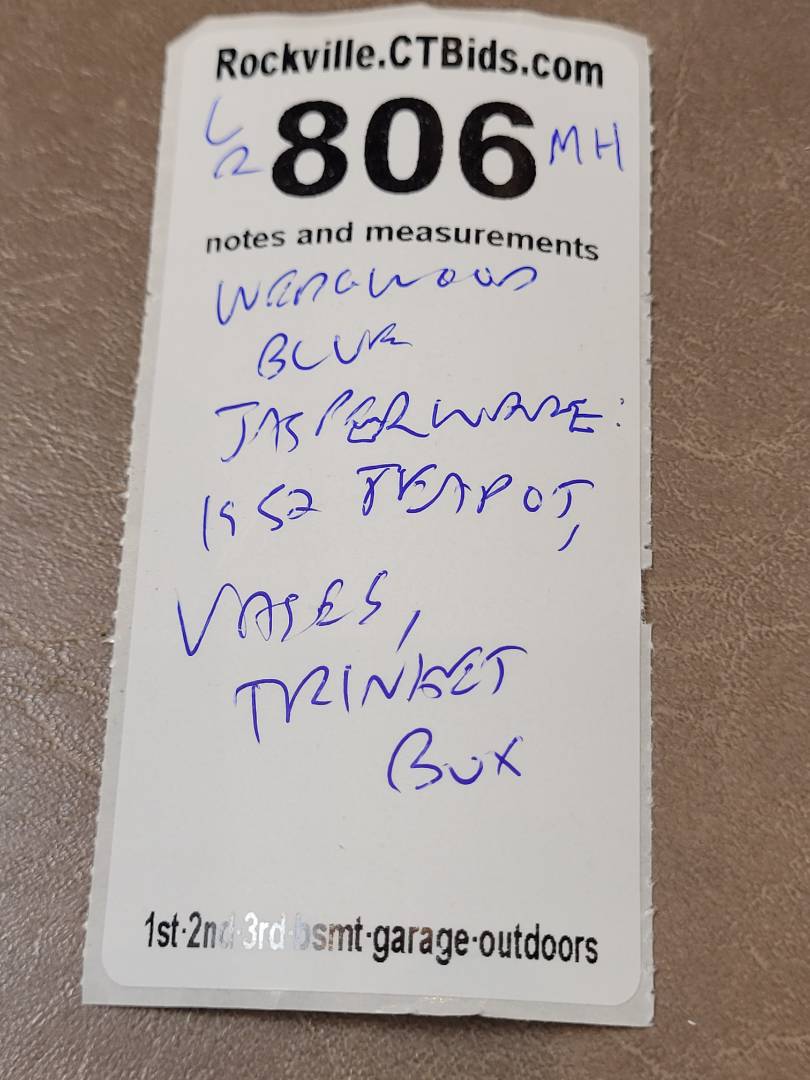 Rockville.CTBids.com
L
2 806 MH
notes and measurements
WEDGWOOD
BLUE
JASPERWARE:
1952 TEAPOT,
VASES,
TRINKET
BOX
1st·2nd·3rd·bsmt·garage·outdoors